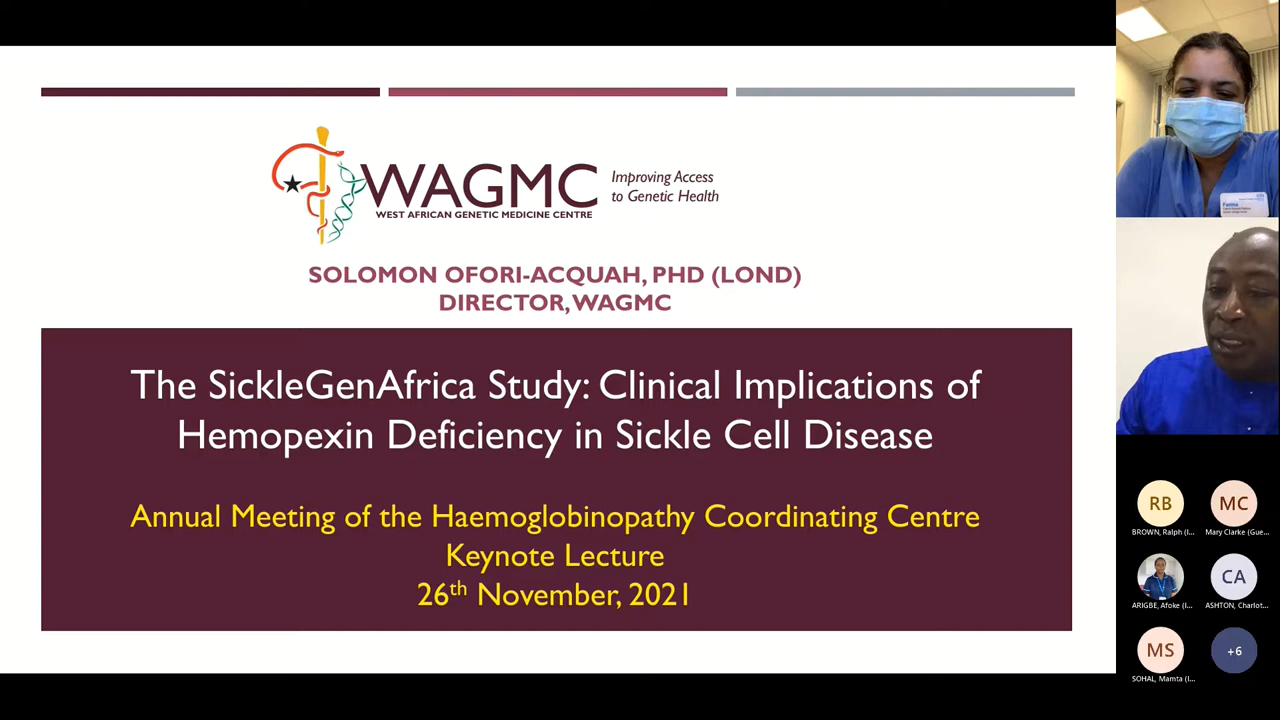 WAGMC
WEST AFRICAN GENETIC MEDICINE CENTRE
Improving Access
to Genetic Health
SOLOMON OFORI-ACQUAH, PHD (LOND)
DIRECTOR, WAGMC
The SickleGenAfrica Study: Clinical Implications of
Hemopexin Deficiency in Sickle Cell Disease
Annual Meeting of the Haemoglobinopathy Coordinating Centre
Keynote Lecture
26th November, 2021
RB
MC
BROWN, Ralph (I...
Mary Clarke (Gue...
CA
ARIGBE, Afoke (I...
ASHTON, Charlot...
MS
+6
SOHAL, Mamta (I...